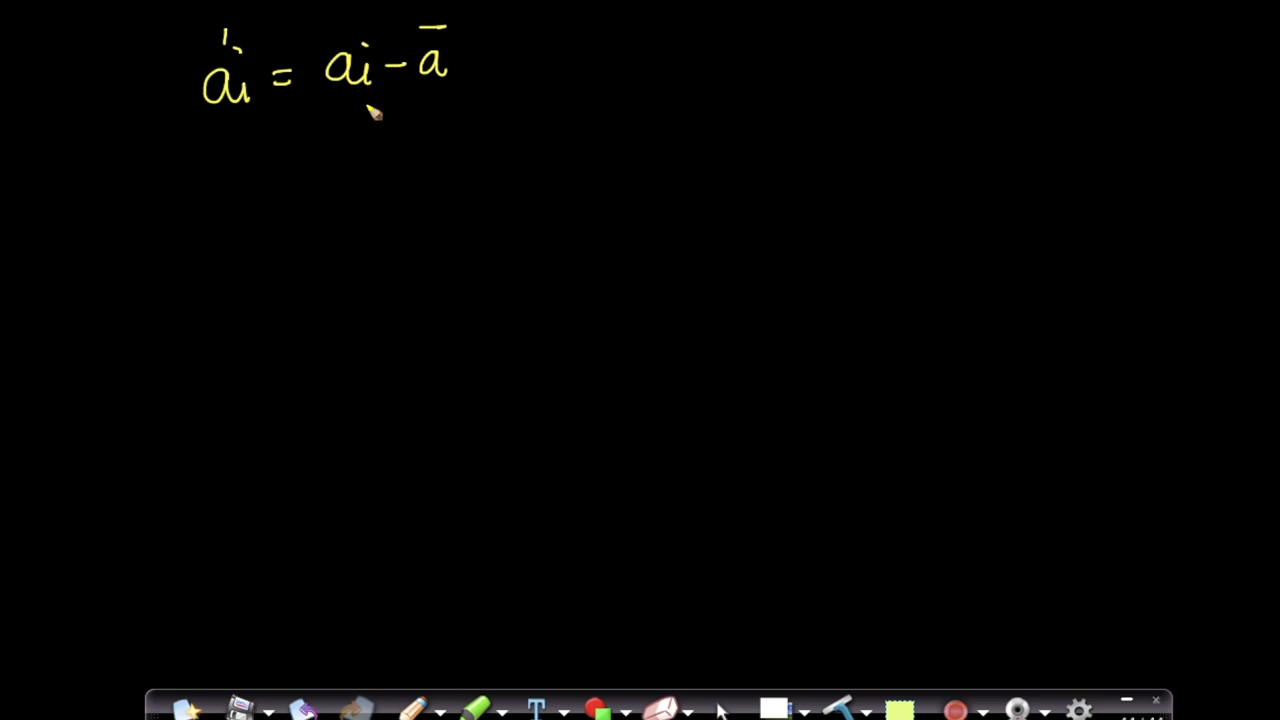 a'i = ai - a̅